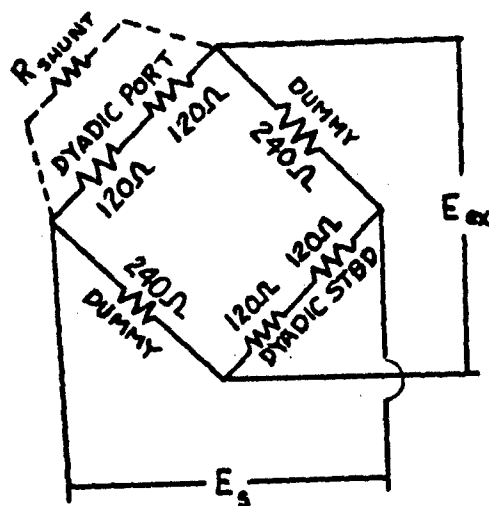 R SHUNT
DYADIC PORT
120Ω
120Ω
DUMMY
240Ω
E ex
240Ω
DUMMY
120Ω
120Ω
DYADIC STBD
E s